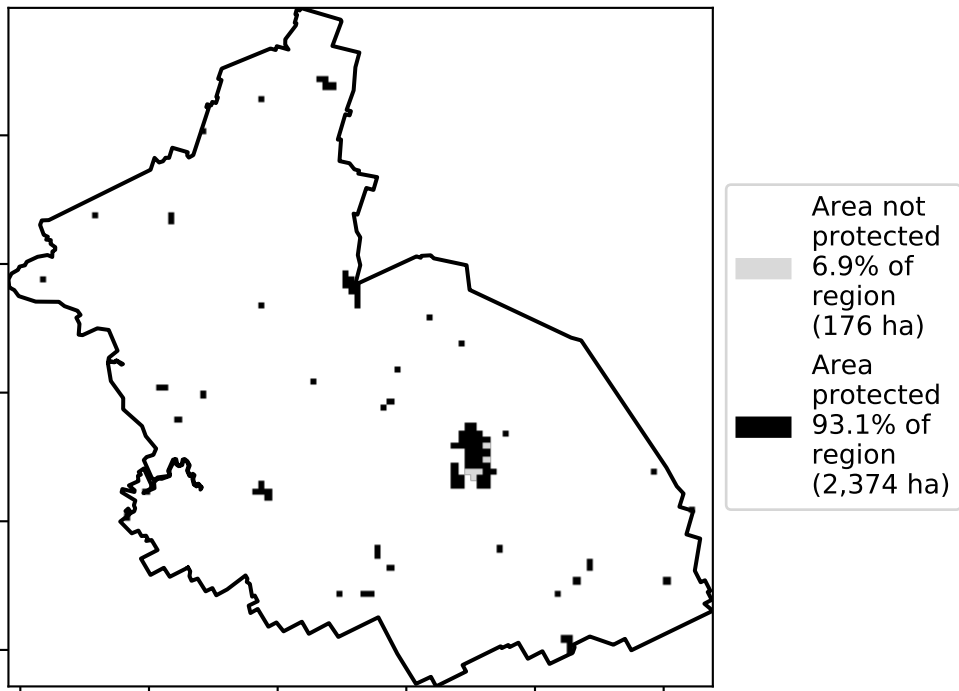 Area not
protected
6.9% of
region
(176 ha)
Area
protected
93.1% of
region
(2,374 ha)